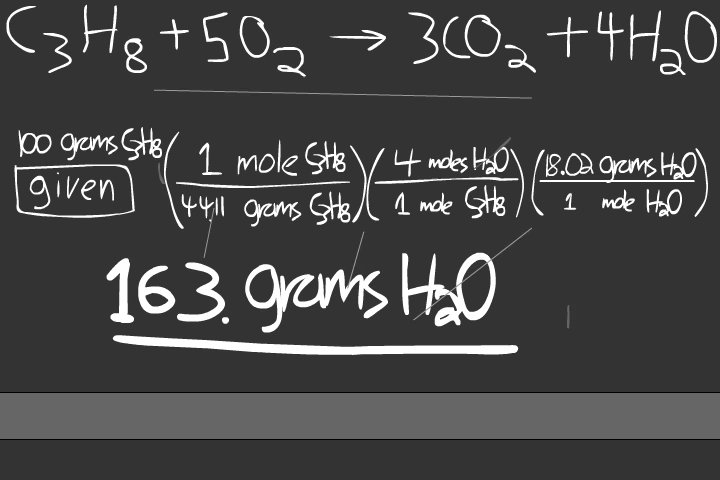 C₃H₈ + 5O₂ → 3CO₂ + 4H₂O
100 grams C₃H₈ (1 mole C₃H₈ / 44.11 grams C₃H₈) (4 moles H₂O / 1 mole C₃H₈) (18.02 grams H₂O / 1 mole H₂O)
given
163. grams H₂O